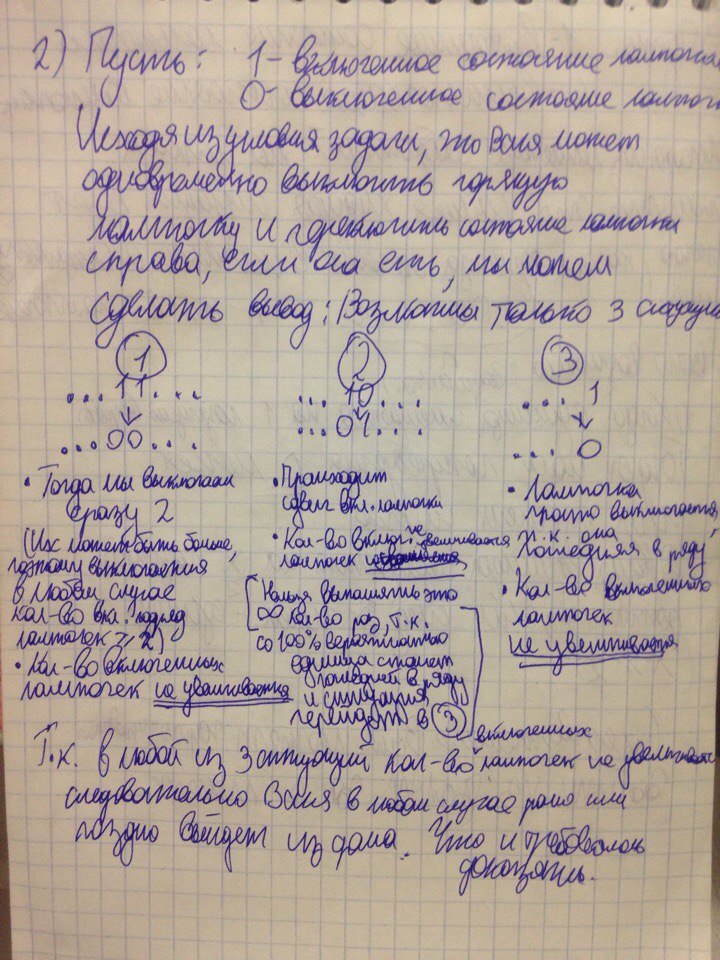 2) Пусть: 1 - включенное состояние лампочки
0 - выключенное состояние лампоч
Исходя из условия задачи, что Вася может
одновременно выключить горящую
лампочку и переключить состояние лампочки
справа, если она есть, мы можем
сделать вывод: Возможны только 3 ситуации
1
...11...
↓
...00...
• Тогда мы выключаем
сразу 2
(Их может быть больше,
поэтому выключания
в любом случае
кол-во вкл. подряд
лампочек ≥ 2)
• Кол-во включенных
лампочек не увеличивается
2
...10...
↓
...01...
• Происходит
сдвиг вкл. лампочки
• Кол-во включ. не увеличивается
лампочек
[Нельзя выполнять это
∞ кол-во раз, т.к.
со 100% вероятностью
единица станет
последней в ряду
и ситуация
перейдёт в 3]
3
...1
↓
0
• Лампочка
просто выключается,
т.к. она
последняя в ряду
• Кол-во включенных
лампочек
не увеличивается
Т.к. в любой из 3 ситуаций кол-во включенных лампочек не увеличивается
следовательно Вася в любом случае рано или
поздно выйдет из дома. Что и требовалось
доказать.